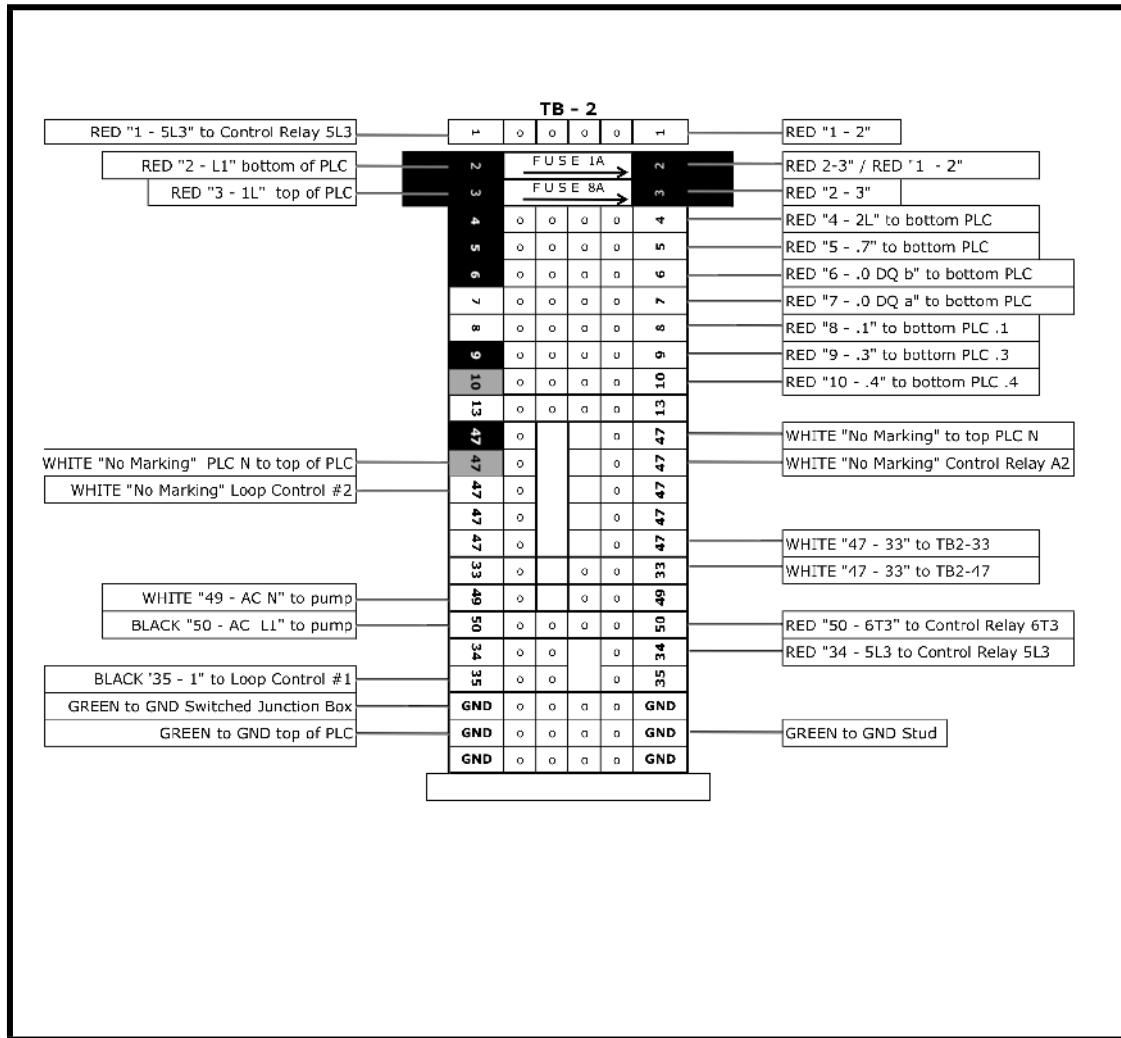 TB - 2
RED "1 - 5L3" to Control Relay 5L3 1 o o o o 1 RED "1 - 2"
RED "2 - L1" bottom of PLC 2 FUSE 1A 2 RED 2-3" / RED "1 - 2"
RED "3 - 1L" top of PLC 3 FUSE 8A 3 RED "2 - 3"
4 o o o o 4 RED "4 - 2L" to bottom PLC
5 o o o o 5 RED "5 - .7" to bottom PLC
6 o o o o 6 RED "6 - .0 DQ b" to bottom PLC
7 o o o o 7 RED "7 - .0 DQ a" to bottom PLC
8 o o o o 8 RED "8 - .1" to bottom PLC .1
9 o o o o 9 RED "9 - .3" to bottom PLC .3
10 o o o o 10 RED "10 - .4" to bottom PLC .4
13 o o o o 13
47 o o 47 WHITE "No Marking" to top PLC N
WHITE "No Marking" PLC N to top of PLC 47 o o 47 WHITE "No Marking" Control Relay A2
WHITE "No Marking" Loop Control #2 47 o o 47
47 o o 47
47 o o 47 WHITE "47 - 33" to TB2-33
33 o o o 33 WHITE "47 - 33" to TB2-47
WHITE "49 - AC N" to pump 49 o o o 49
BLACK "50 - AC L1" to pump 50 o o o o 50 RED "50 - 6T3" to Control Relay 6T3
34 o o o 34 RED "34 - 5L3 to Control Relay 5L3
BLACK '35 - 1" to Loop Control #1 35 o o o 35
GREEN to GND Switched Junction Box GND o o o o GND
GREEN to GND top of PLC GND o o o o GND GREEN to GND Stud
GND o o o o GND